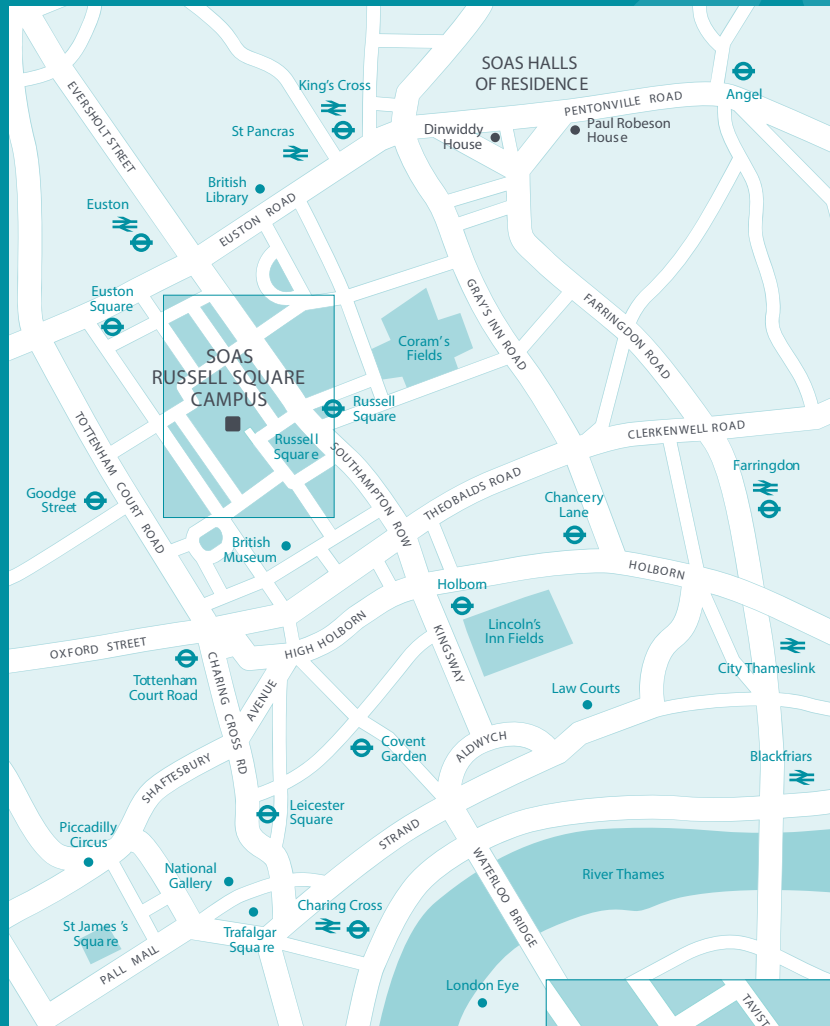 SOAS HALLS
OF RESIDENCE
King's Cross
Angel
EVERSHOLT STREET
PENTONVILLE ROAD
St Pancras
Dinwiddy
House
Paul Robeson
House
British
Library
Euston
EUSTON ROAD
Euston
Square
GRAY'S INN ROAD
FARRINGDON ROAD
Coram's
Fields
SOAS
RUSSELL SQUARE
CAMPUS
Russell
Square
Russell
Square
TOTTENHAM COURT ROAD
SOUTHAMPTON ROW
CLERKENWELL ROAD
THEOBALDS ROAD
Farringdon
Goodge
Street
Chancery
Lane
British
Museum
HOLBORN
Holborn
Lincoln's
Inn Fields
OXFORD STREET
HIGH HOLBORN
KINGSWAY
City Thameslink
Tottenham
Court Road
CHARING CROSS RD
Law Courts
SHAFTESBURY AVENUE
ALDWYCH
Covent
Garden
Blackfriars
Leicester
Square
Piccadilly
Circus
STRAND
National
Gallery
WATERLOO BRIDGE
River Thames
St James's
Square
Trafalgar
Square
Charing Cross
PALL MALL
London Eye
TAVIST